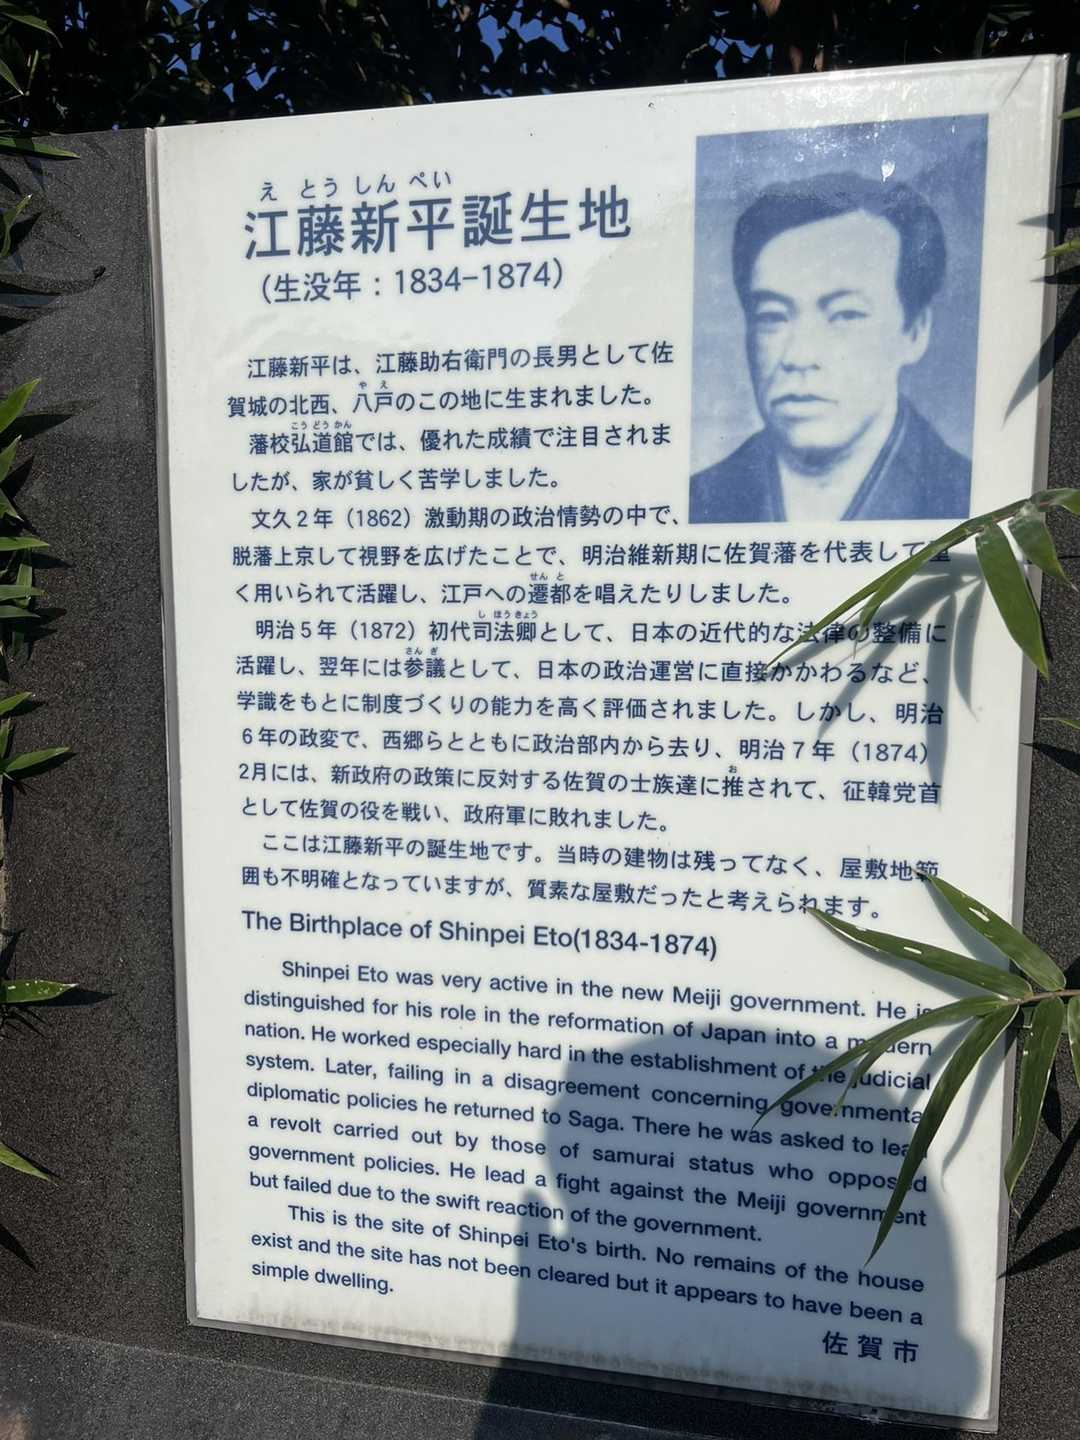 え とう しん ぺい
江藤新平誕生地
(生没年：1834-1874)
江藤新平は、江藤助右衛門の長男として佐
賀城の北西、八戸のこの地に生まれました。
やえ
藩校弘道館では、優れた成績で注目されま
こうどうかん
したが、家が貧しく苦学しました。
文久2年（1862）激動期の政治情勢の中で、
脱藩上京して視野を広げたことで、明治維新期に佐賀藩を代表して重
く用いられて活躍し、江戸への遷都を唱えたりしました。
せんと
明治5年（1872）初代司法卿として、日本の近代的な法律の整備に
しほうきょう
活躍し、翌年には参議として、日本の政治運営に直接かかわるなど、
さんぎ
学識をもとに制度づくりの能力を高く評価されました。しかし、明治
6年の政変で、西郷らとともに政治部内から去り、明治7年（1874）
2月には、新政府の政策に反対する佐賀の士族達に推されて、征韓党首
お
として佐賀の役を戦い、政府軍に敗れました。
ここは江藤新平の誕生地です。当時の建物は残ってなく、屋敷地範
囲も不明確となっていますが、質素な屋敷だったと考えられます。
The Birthplace of Shinpei Eto(1834-1874)
Shinpei Eto was very active in the new Meiji government. He is
distinguished for his role in the reformation of Japan into a modern
nation. He worked especially hard in the establishment of the judicial
system. Later, failing in a disagreement concerning governmental
diplomatic policies he returned to Saga. There he was asked to lead
a revolt carried out by those of samurai status who opposed
government policies. He lead a fight against the Meiji government
but failed due to the swift reaction of the government.
This is the site of Shinpei Eto's birth. No remains of the house
exist and the site has not been cleared but it appears to have been a
simple dwelling.
佐賀市